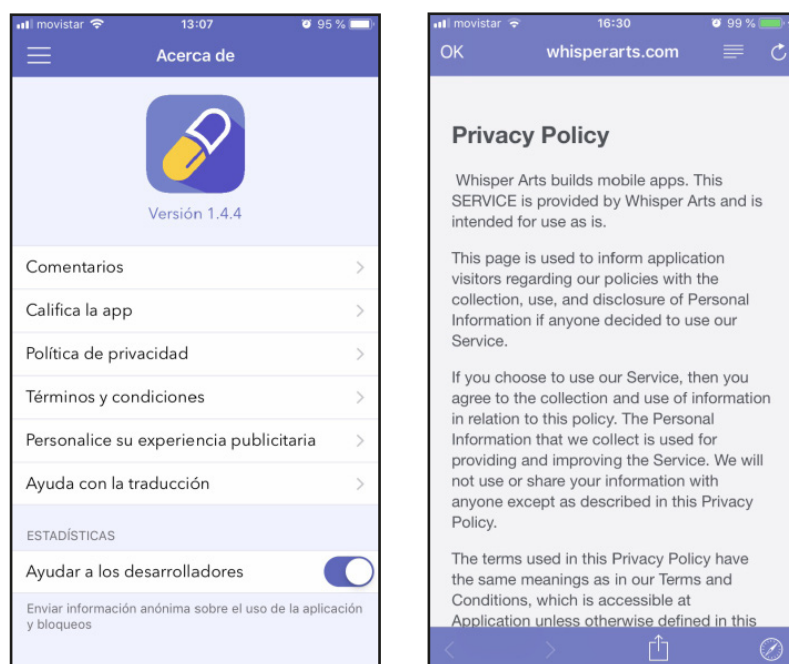 movistar 13:07 95 %
Acerca de
Versión 1.4.4
Comentarios
Califica la app
Política de privacidad
Términos y condiciones
Personalice su experiencia publicitaria
Ayuda con la traducción
ESTADÍSTICAS
Ayudar a los desarrolladores
Enviar información anónima sobre el uso de la aplicación
y bloqueos
movistar 16:30 99 %
OK whisperarts.com
Privacy Policy
Whisper Arts builds mobile apps. This
SERVICE is provided by Whisper Arts and is
intended for use as is.
This page is used to inform application
visitors regarding our policies with the
collection, use, and disclosure of Personal
Information if anyone decided to use our
Service.
If you choose to use our Service, then you
agree to the collection and use of information
in relation to this policy. The Personal
Information that we collect is used for
providing and improving the Service. We will
not use or share your information with
anyone except as described in this Privacy
Policy.
The terms used in this Privacy Policy have
the same meanings as in our Terms and
Conditions, which is accessible at
Application unless otherwise defined in this